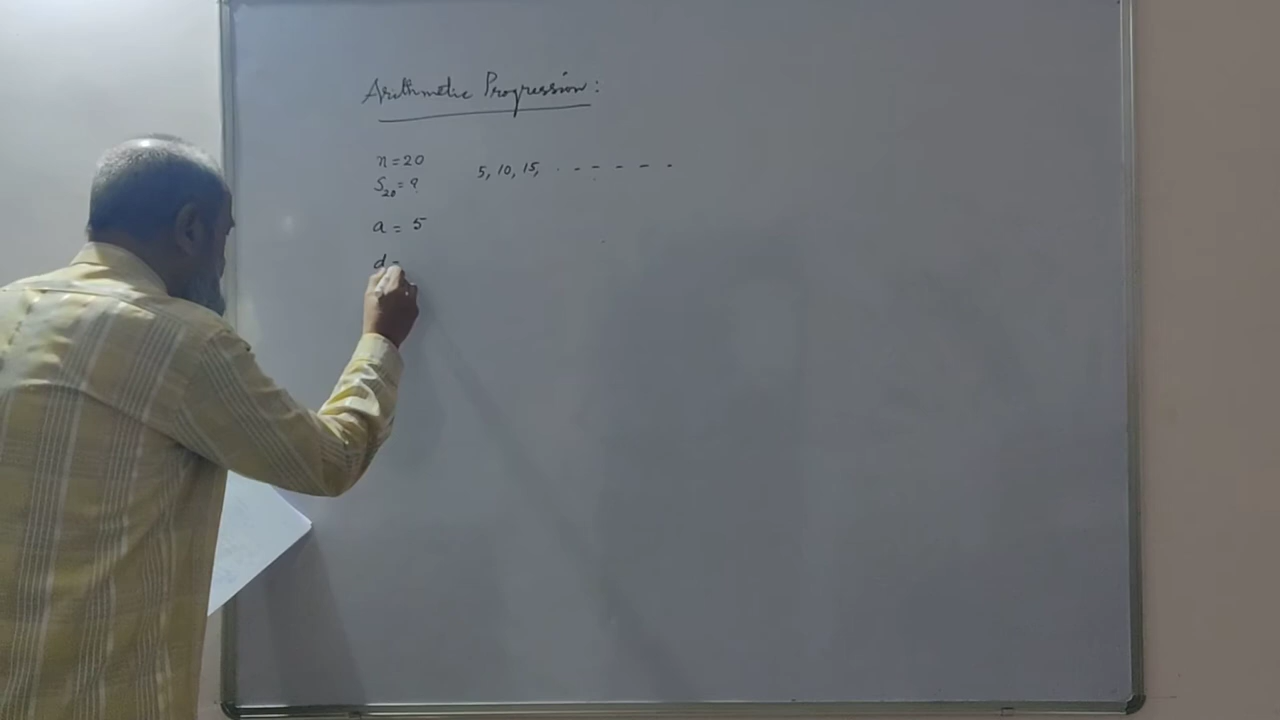 Arithmetic Progression:
n = 20 5, 10, 15, - - - - - -
S20 = ?
a = 5
d =